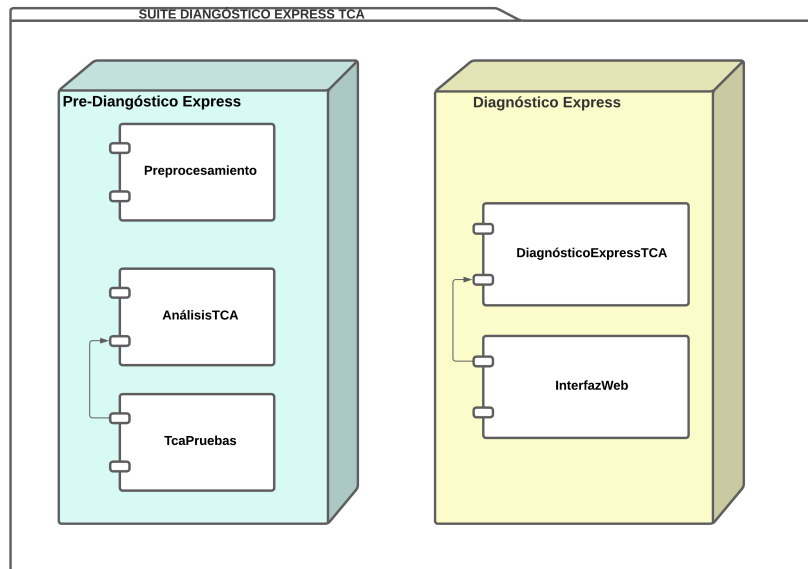 SUITE DIANGÓSTICO EXPRESS TCA
Pre-Diangóstico Express
Preprocesamiento
AnálisisTCA
TcaPruebas
Diagnóstico Express
DiagnósticoExpressTCA
InterfazWeb